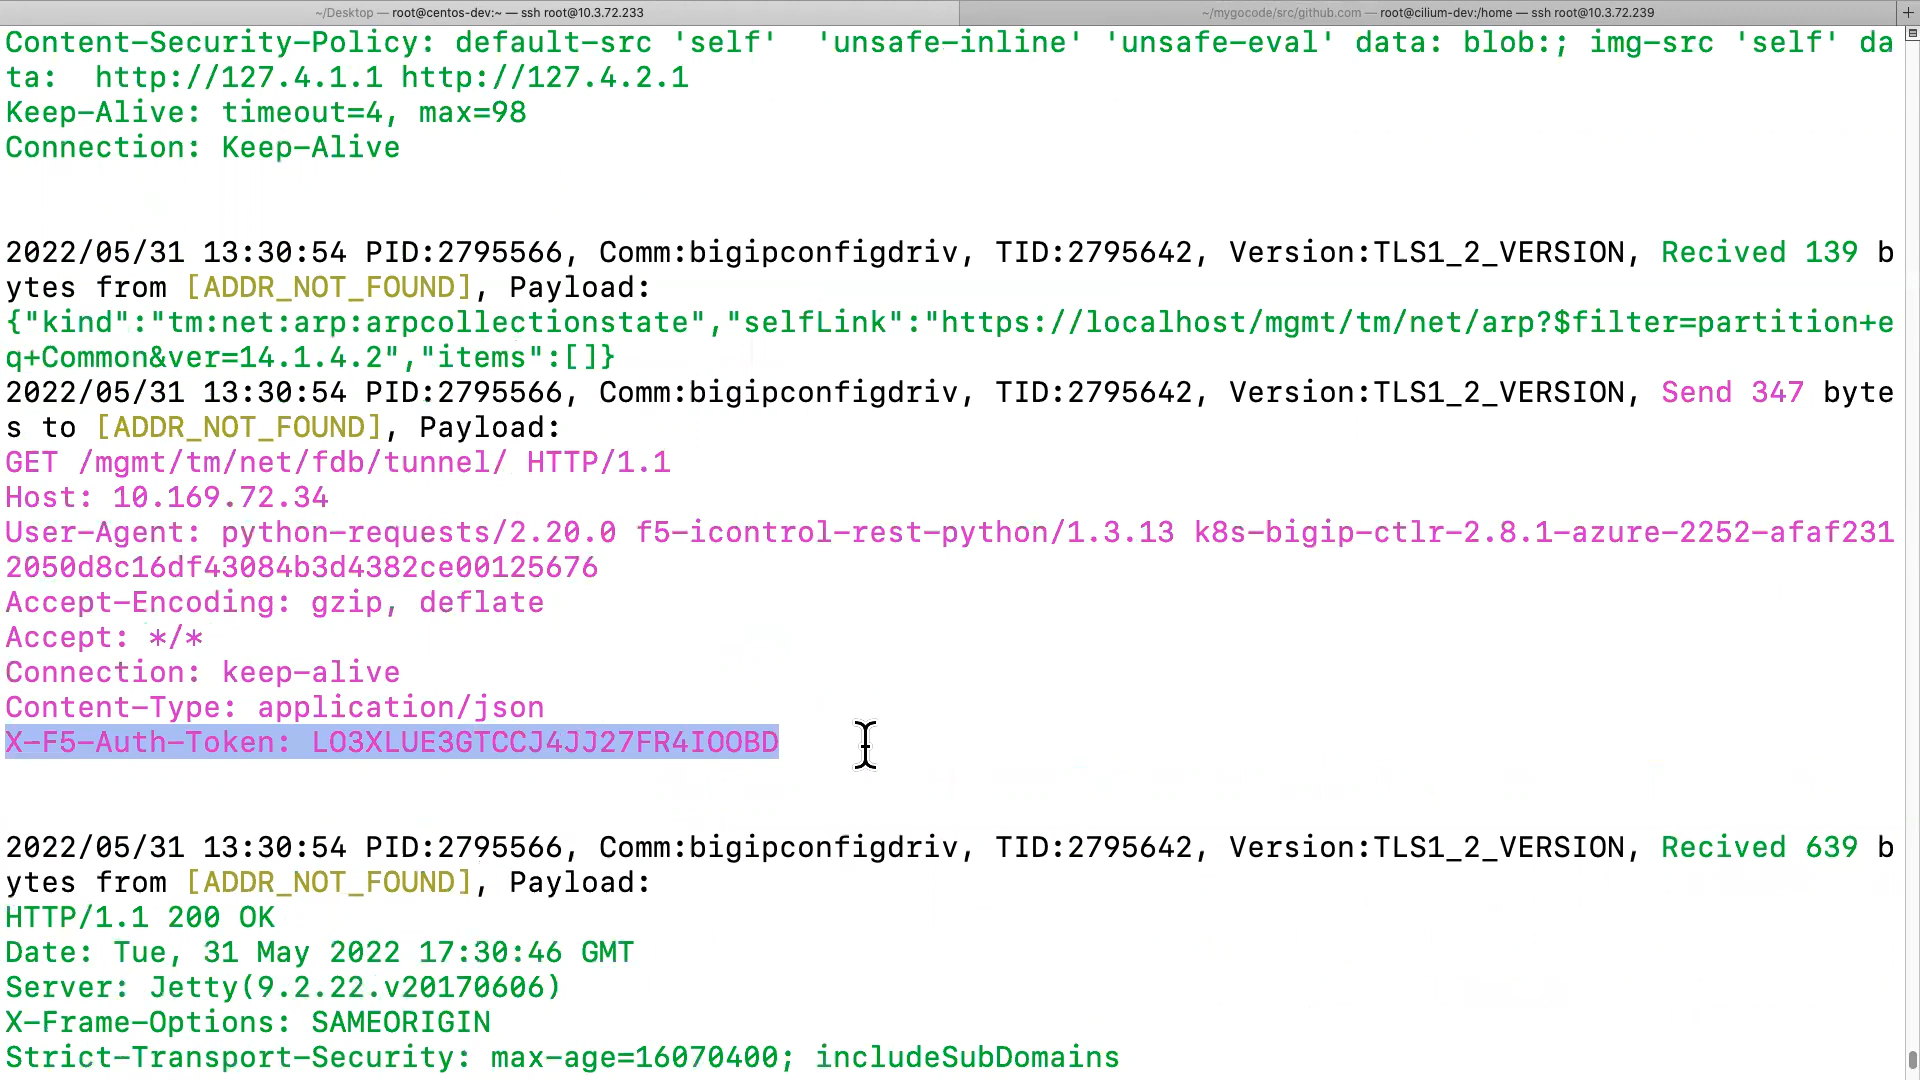 ~/Desktop — root@centos-dev:~ — ssh root@10.3.72.233
~/mygocode/src/github.com — root@cilium-dev:/home — ssh root@10.3.72.239
Content-Security-Policy: default-src 'self'  'unsafe-inline' 'unsafe-eval' data: blob:; img-src 'self' da
ta:  http://127.4.1.1 http://127.4.2.1
Keep-Alive: timeout=4, max=98
Connection: Keep-Alive
2022/05/31 13:30:54 PID:2795566, Comm:bigipconfigdriv, TID:2795642, Version:TLS1_2_VERSION, Recived 139 b
ytes from [ADDR_NOT_FOUND], Payload:
{"kind":"tm:net:arp:arpcollectionstate","selfLink":"https://localhost/mgmt/tm/net/arp?$filter=partition+e
q+Common&ver=14.1.4.2","items":[]}
2022/05/31 13:30:54 PID:2795566, Comm:bigipconfigdriv, TID:2795642, Version:TLS1_2_VERSION, Send 347 byte
s to [ADDR_NOT_FOUND], Payload:
GET /mgmt/tm/net/fdb/tunnel/ HTTP/1.1
Host: 10.169.72.34
User-Agent: python-requests/2.20.0 f5-icontrol-rest-python/1.3.13 k8s-bigip-ctlr-2.8.1-azure-2252-afaf231
2050d8c16df43084b3d4382ce00125676
Accept-Encoding: gzip, deflate
Accept: */*
Connection: keep-alive
Content-Type: application/json
X-F5-Auth-Token: LO3XLUE3GTCCJ4JJ27FR4IOOBD
2022/05/31 13:30:54 PID:2795566, Comm:bigipconfigdriv, TID:2795642, Version:TLS1_2_VERSION, Recived 639 b
ytes from [ADDR_NOT_FOUND], Payload:
HTTP/1.1 200 OK
Date: Tue, 31 May 2022 17:30:46 GMT
Server: Jetty(9.2.22.v20170606)
X-Frame-Options: SAMEORIGIN
Strict-Transport-Security: max-age=16070400; includeSubDomains